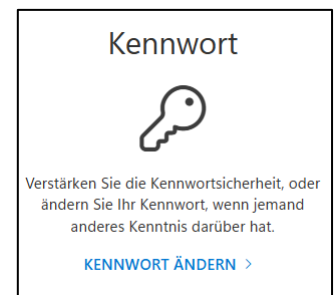 Kennwort
Verstärken Sie die Kennwortsicherheit, oder
ändern Sie Ihr Kennwort, wenn jemand
anderes Kenntnis darüber hat.
KENNWORT ÄNDERN >